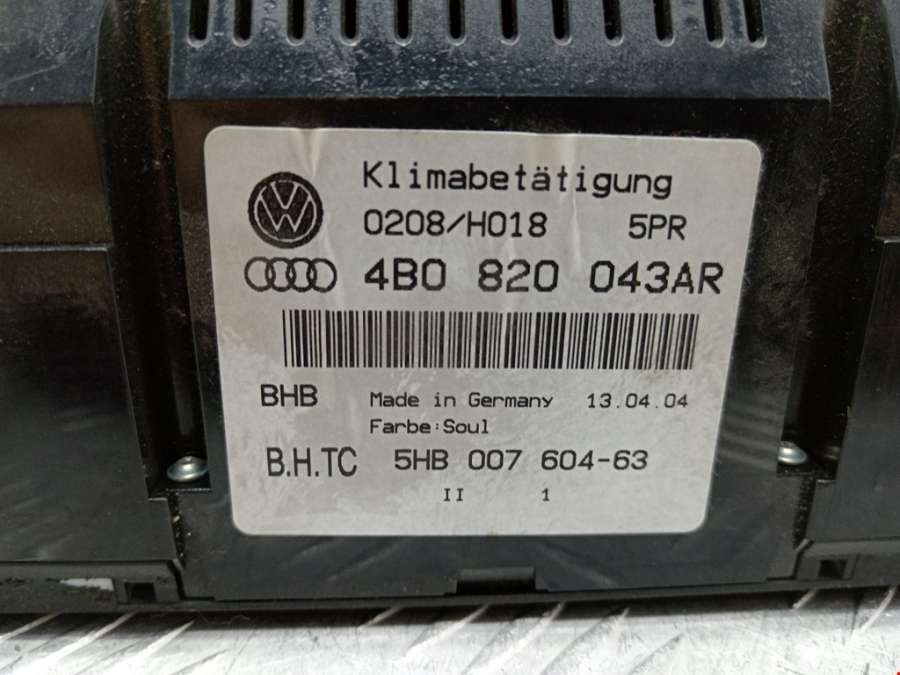 Klimabetätigung
0208/H018 5PR
4B0 820 043AR
BHB Made in Germany 13.04.04
Farbe:Soul
B.H.TC 5HB 007 604-63
II 1